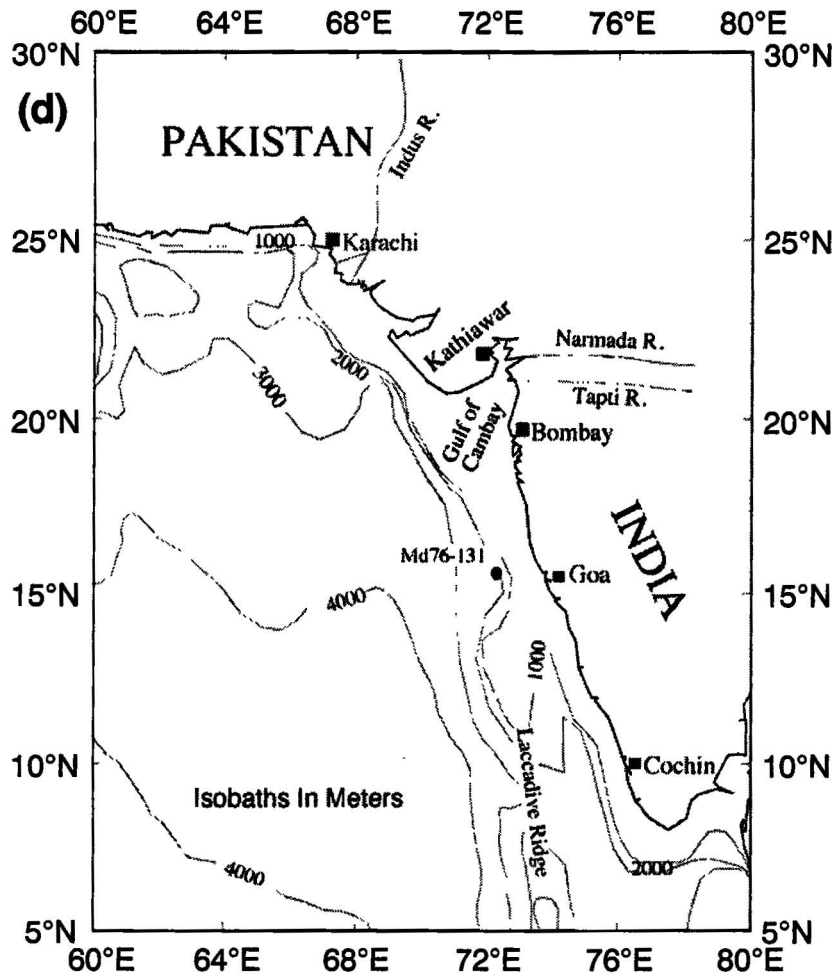 60°E 64°E 68°E 72°E 76°E 80°E
30°N 30°N
(d)
PAKISTAN
Indus R.
25°N 1000 Karachi 25°N
Kathiawar
Narmada R.
2000
Tapti R.
3000
20°N 20°N
Gulf of
Cambay
Bombay
INDIA
Md76-131
Goa
15°N 15°N
4000
1000
10°N 10°N
Cochin
Laccadive Ridge
Isobaths In Meters
4000
2000
5°N 5°N
60°E 64°E 68°E 72°E 76°E 80°E